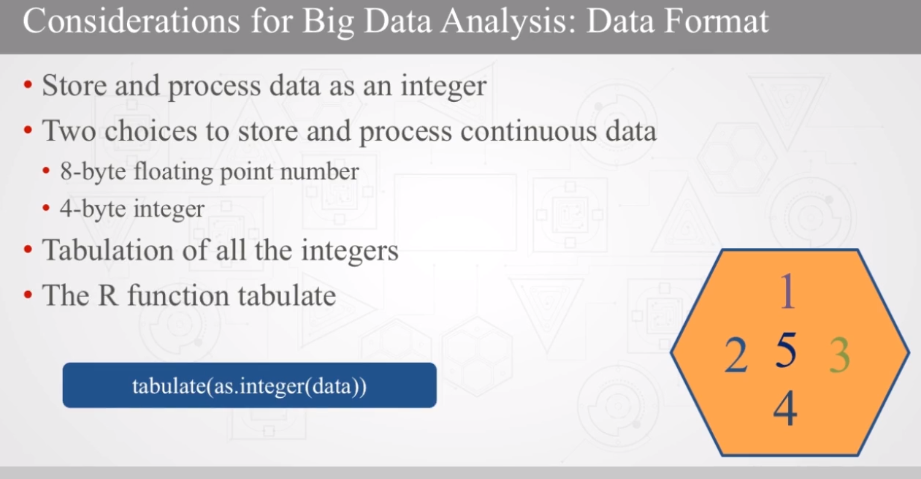 Considerations for Big Data Analysis: Data Format
• Store and process data as an integer
• Two choices to store and process continuous data
• 8-byte floating point number
• 4-byte integer
• Tabulation of all the integers
• The R function tabulate
tabulate(as.integer(data))
1
2 5 3
4